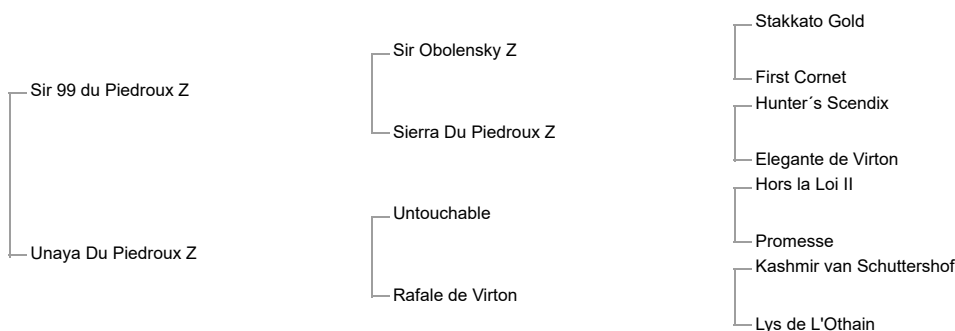 Stakkato Gold
Sir Obolensky Z
First Cornet
Sir 99 du Piedroux Z
Hunter´s Scendix
Sierra Du Piedroux Z
Elegante de Virton
Hors la Loi II
Untouchable
Promesse
Unaya Du Piedroux Z
Kashmir van Schuttershof
Rafale de Virton
Lys de L'Othain